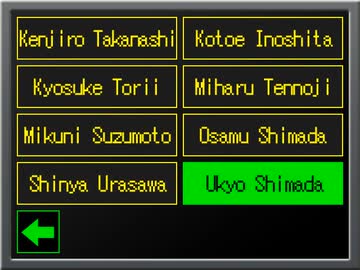 Kenjiro Takanashi Kotoe Inoshita
Kyosuke Torii Miharu Tennoji
Mikuni Suzumoto Osamu Shimada
Shinya Urasawa Ukyo Shimada